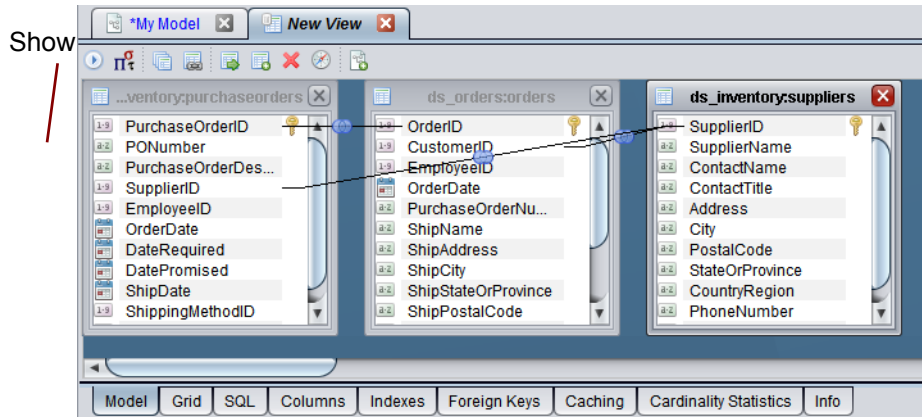 *My Model
New View
Show
πστ
...ventory:purchaseorders
PurchaseOrderID
PONumber
PurchaseOrderDes...
SupplierID
EmployeeID
OrderDate
DateRequired
DatePromised
ShipDate
ShippingMethodID
ds_orders:orders
OrderID
CustomerID
EmployeeID
OrderDate
PurchaseOrderNu...
ShipName
ShipAddress
ShipCity
ShipStateOrProvince
ShipPostalCode
ds_inventory:suppliers
SupplierID
SupplierName
ContactName
ContactTitle
Address
City
PostalCode
StateOrProvince
CountryRegion
PhoneNumber
Model Grid SQL Columns Indexes Foreign Keys Caching Cardinality Statistics Info